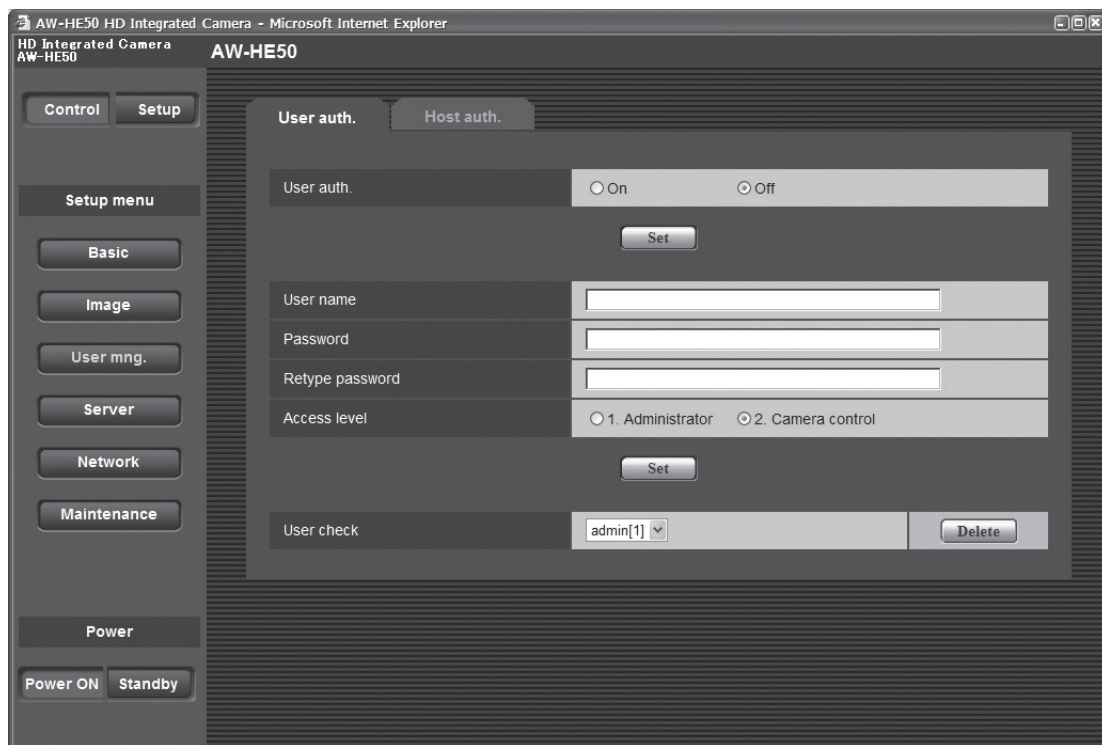 AW-HE50 HD Integrated Camera - Microsoft Internet Explorer
HD Integrated Camera
AW-HE50
AW-HE50
Control
Setup
Setup menu
Basic
Image
User mng.
Server
Network
Maintenance
Power
Power ON
Standby
User auth.
Host auth.
User auth.
On
Off
Set
User name
Password
Retype password
Access level
1. Administrator
2. Camera control
Set
User check
admin[1]
Delete